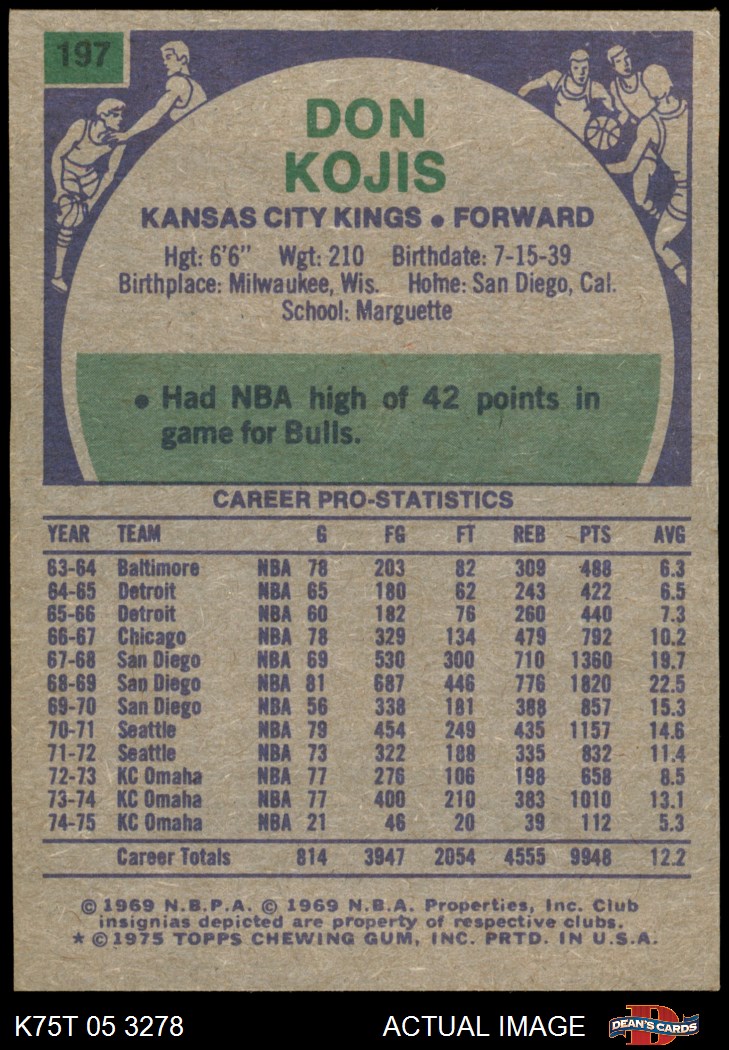 197
DON
KOJIS
KANSAS CITY KINGS • FORWARD
Hgt: 6'6" Wgt: 210 Birthdate: 7-15-39
Birthplace: Milwaukee, Wis. Home: San Diego, Cal.
School: Marguette
• Had NBA high of 42 points in
game for Bulls.
CAREER PRO-STATISTICS
YEAR TEAM G FG FT REB PTS AVG
63-64 Baltimore NBA 78 203 82 309 488 6.3
64-65 Detroit NBA 65 180 62 243 422 6.5
65-66 Detroit NBA 60 182 76 260 440 7.3
66-67 Chicago NBA 78 329 134 479 792 10.2
67-68 San Diego NBA 69 530 300 710 1360 19.7
68-69 San Diego NBA 81 687 446 776 1820 22.5
69-70 San Diego NBA 56 338 181 388 857 15.3
70-71 Seattle NBA 79 454 249 435 1157 14.6
71-72 Seattle NBA 73 322 188 335 832 11.4
72-73 KC Omaha NBA 77 276 106 198 658 8.5
73-74 KC Omaha NBA 77 400 210 383 1010 13.1
74-75 KC Omaha NBA 21 46 20 39 112 5.3
Career Totals 814 3947 2054 4555 9948 12.2
© 1969 N.B.P.A. © 1969 N.B.A. Properties, Inc. Club
insignias depicted are property of respective clubs.
* © 1975 TOPPS CHEWING GUM, INC. PRTD. IN U.S.A.
K75T 05 3278 ACTUAL IMAGE DEAN'S CARDS